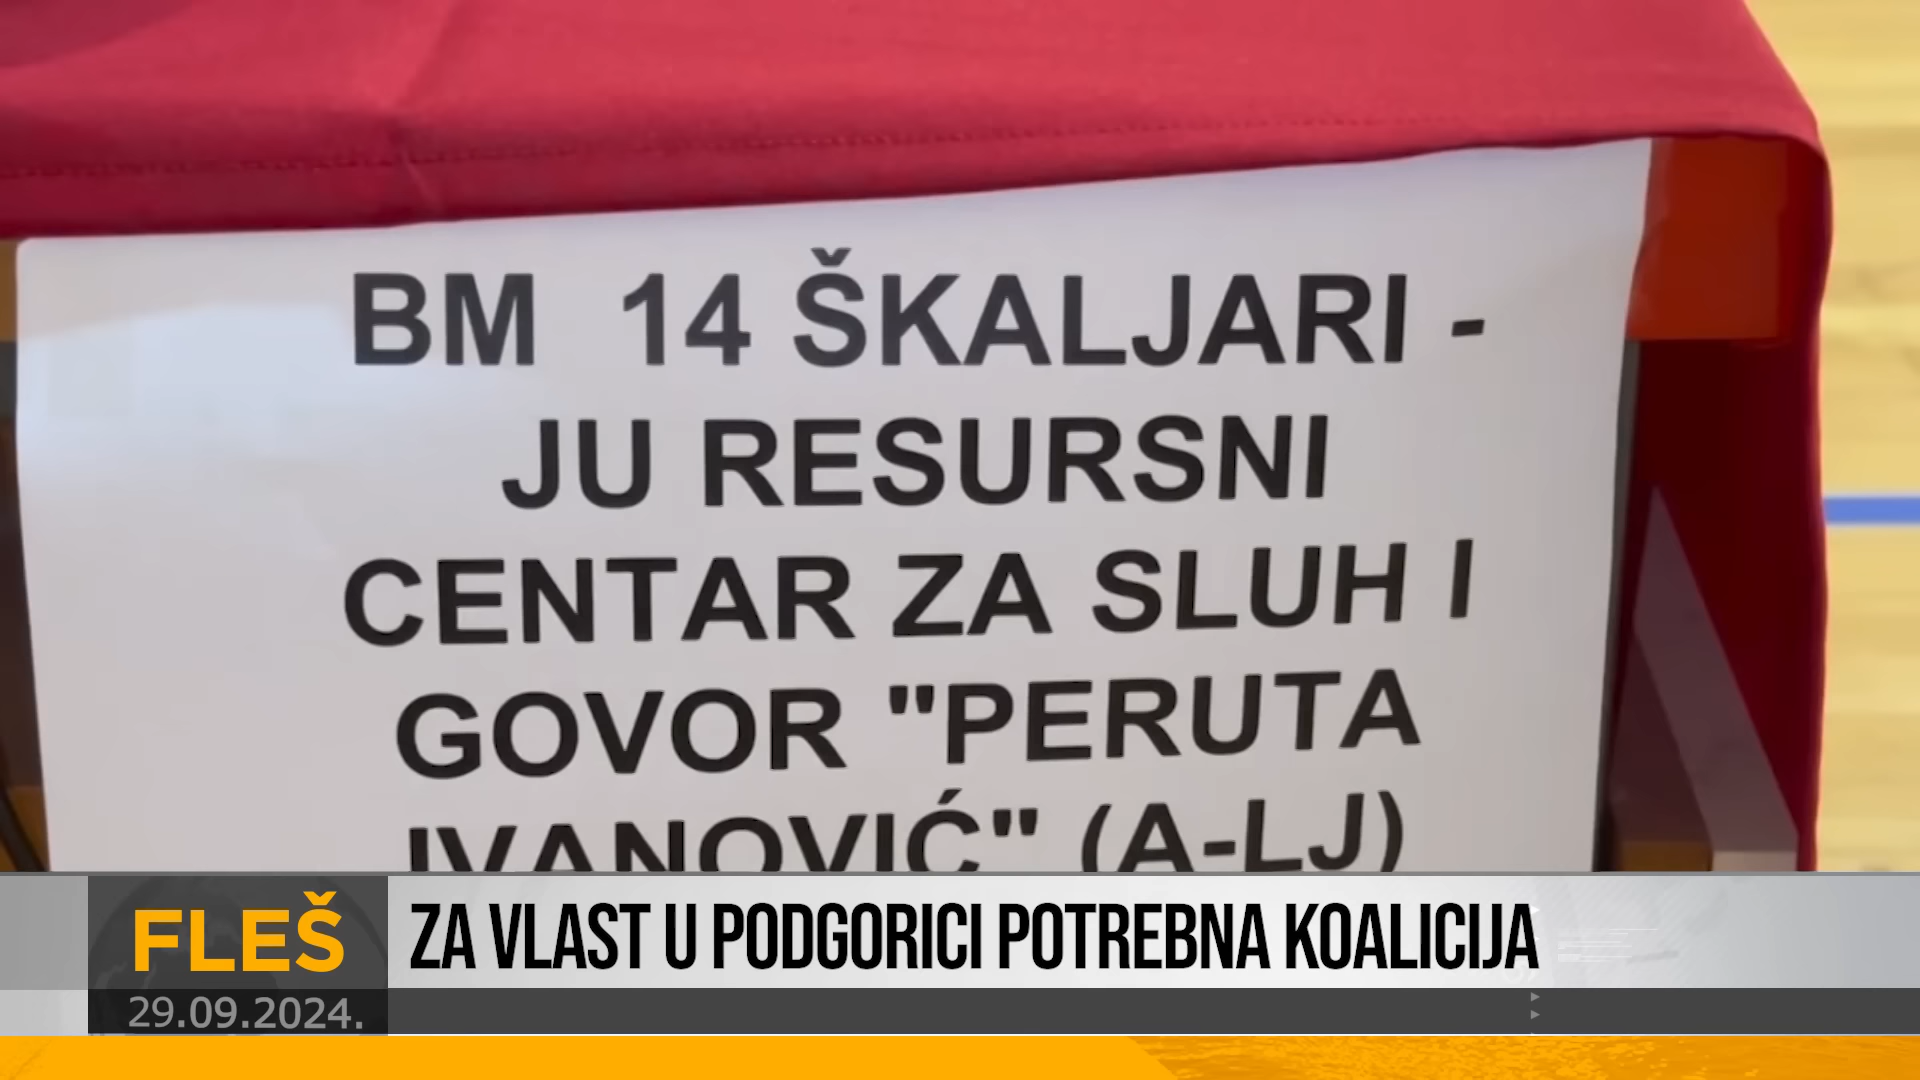 BM 14 ŠKALJARI -
JU RESURSNI
CENTAR ZA SLUH I
GOVOR "PERUTA
IVANOVIĆ" (A-LJ)
FLEŠ
ZA VLAST U PODGORICI POTREBNA KOALICIJA
29.09.2024.